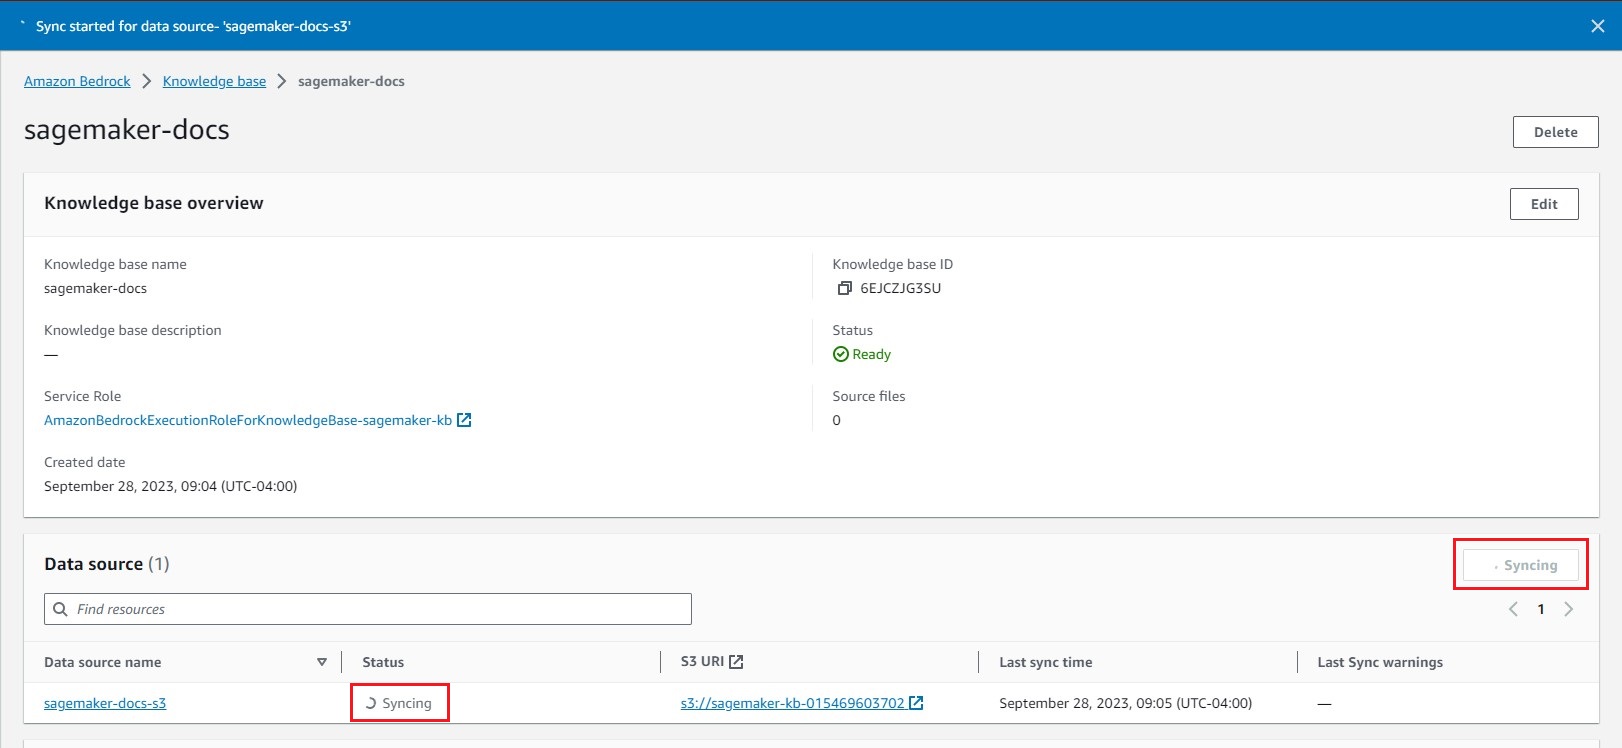 Sync started for data source- 'sagemaker-docs-s3'
Amazon Bedrock > Knowledge base > sagemaker-docs
sagemaker-docs
Delete
Knowledge base overview
Edit
Knowledge base name
sagemaker-docs
Knowledge base ID
6EJCZJG3SU
Knowledge base description
—
Status
Ready
Service Role
AmazonBedrockExecutionRoleForKnowledgeBase-sagemaker-kb
Source files
0
Created date
September 28, 2023, 09:04 (UTC-04:00)
Data source (1)
Syncing
Find resources
1
Data source name Status S3 URI Last sync time Last Sync warnings
sagemaker-docs-s3 Syncing s3://sagemaker-kb-015469603702 September 28, 2023, 09:05 (UTC-04:00) —